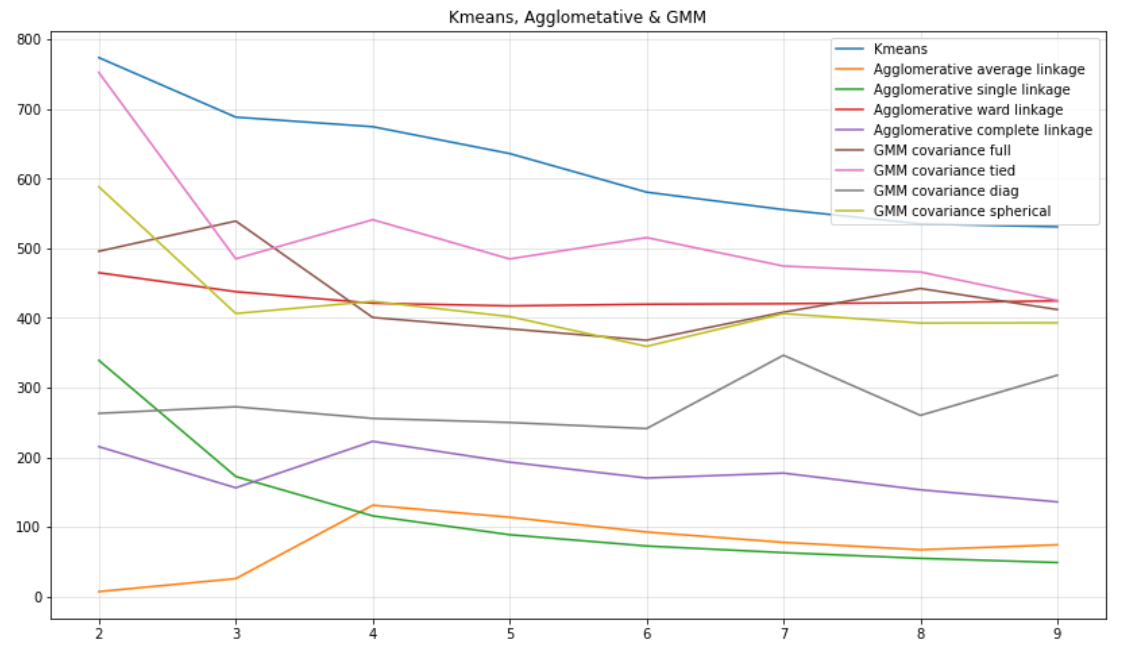 Kmeans, Agglometative & GMM
800
700
600
500
400
300
200
100
0
Kmeans
Agglomerative average linkage
Agglomerative single linkage
Agglomerative ward linkage
Agglomerative complete linkage
GMM covariance full
GMM covariance tied
GMM covariance diag
GMM covariance spherical
2 3 4 5 6 7 8 9